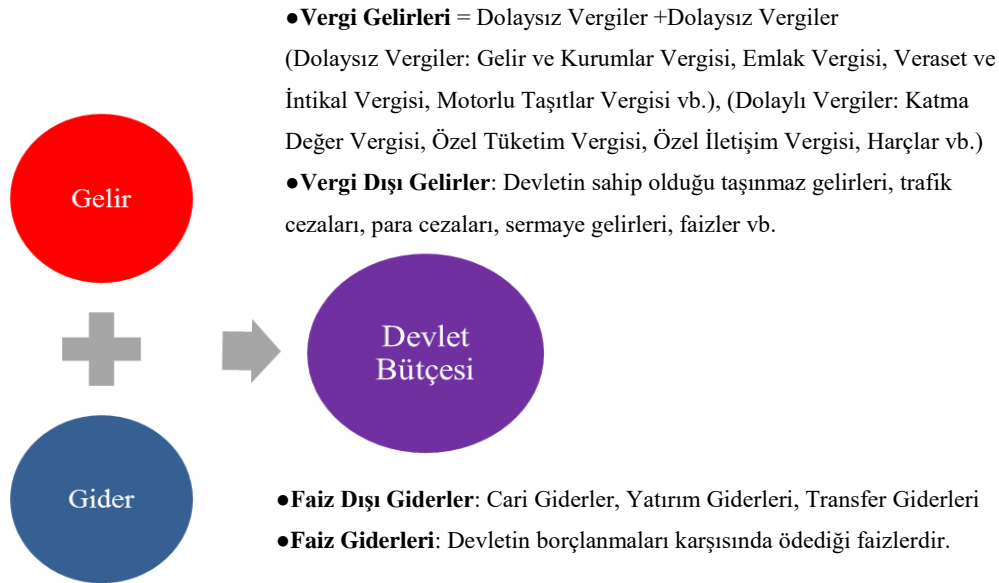 ●Vergi Gelirleri = Dolaysız Vergiler +Dolaysız Vergiler
(Dolaysız Vergiler: Gelir ve Kurumlar Vergisi, Emlak Vergisi, Veraset ve
İntikal Vergisi, Motorlu Taşıtlar Vergisi vb.), (Dolaylı Vergiler: Katma
Değer Vergisi, Özel Tüketim Vergisi, Özel İletişim Vergisi, Harçlar vb.)
●Vergi Dışı Gelirler: Devletin sahip olduğu taşınmaz gelirleri, trafik
cezaları, para cezaları, sermaye gelirleri, faizler vb.
Gelir
Devlet
Bütçesi
Gider
●Faiz Dışı Giderler: Cari Giderler, Yatırım Giderleri, Transfer Giderleri
●Faiz Giderleri: Devletin borçlanmaları karşısında ödediği faizlerdir.